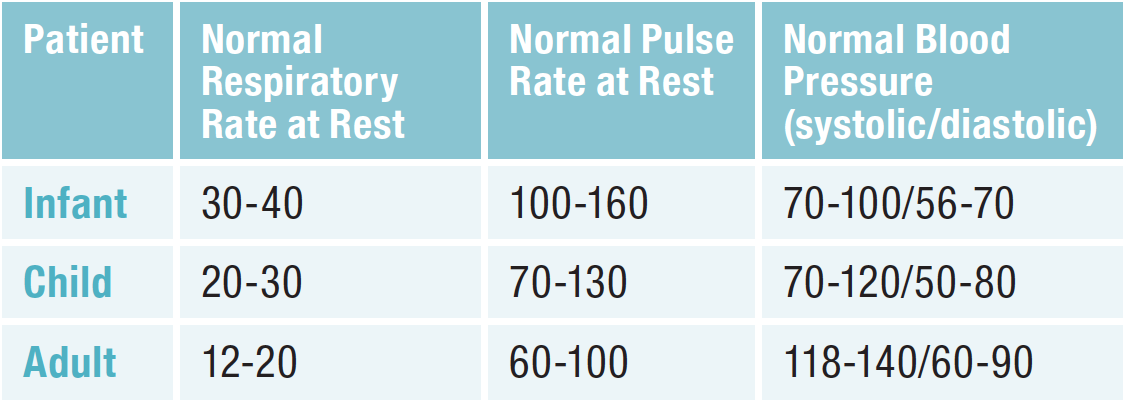 Patient
Normal
Respiratory
Rate at Rest
Normal Pulse
Rate at Rest
Normal Blood
Pressure
(systolic/diastolic)
Infant 30-40 100-160 70-100/56-70
Child 20-30 70-130 70-120/50-80
Adult 12-20 60-100 118-140/60-90